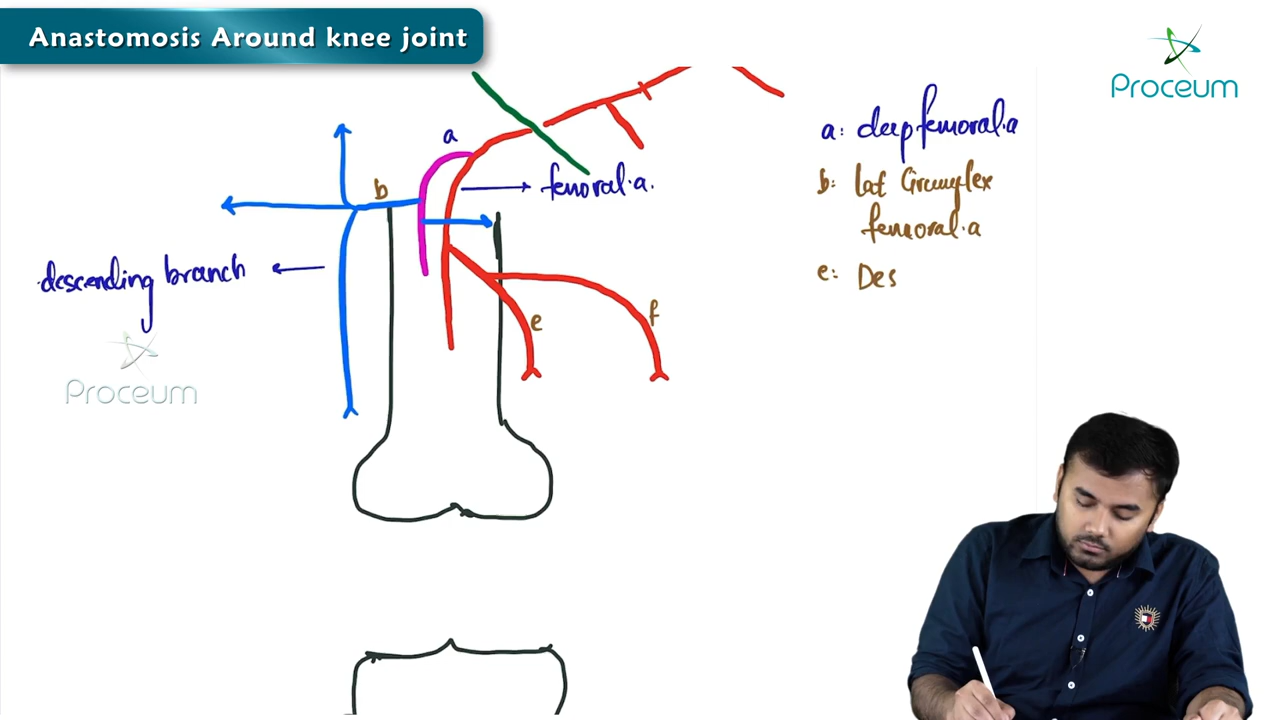 Anastomosis Around knee joint
Proceum
a
a: deep femoral.a
b
femoral.a.
b: lat Circumflex
femoral.a
descending branch
e: Des
e
f
Proceum